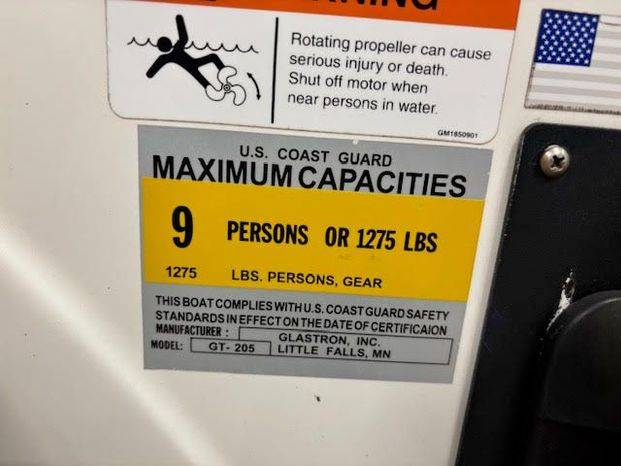 Rotating propeller can cause
serious injury or death.
Shut off motor when
near persons in water.
GM1850901
U.S. COAST GUARD
MAXIMUM CAPACITIES
9 PERSONS OR 1275 LBS
1275 LBS. PERSONS, GEAR
THIS BOAT COMPLIES WITH U.S. COAST GUARD SAFETY
STANDARDS IN EFFECT ON THE DATE OF CERTIFICAION
MANUFACTURER : GLASTRON, INC.
MODEL: GT- 205 LITTLE FALLS, MN